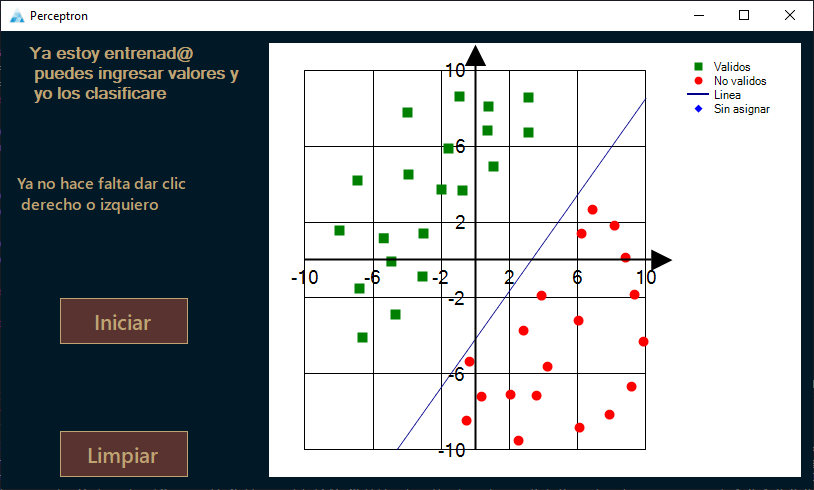 Perceptron
Ya estoy entrenad@
puedes ingresar valores y
yo los clasificare
Ya no hace falta dar clic
derecho o izquiero
Iniciar
Limpiar
Validos
No validos
Linea
Sin asignar
10
6
2
-10 -6 -2 2 6 10
-2
-6
-10